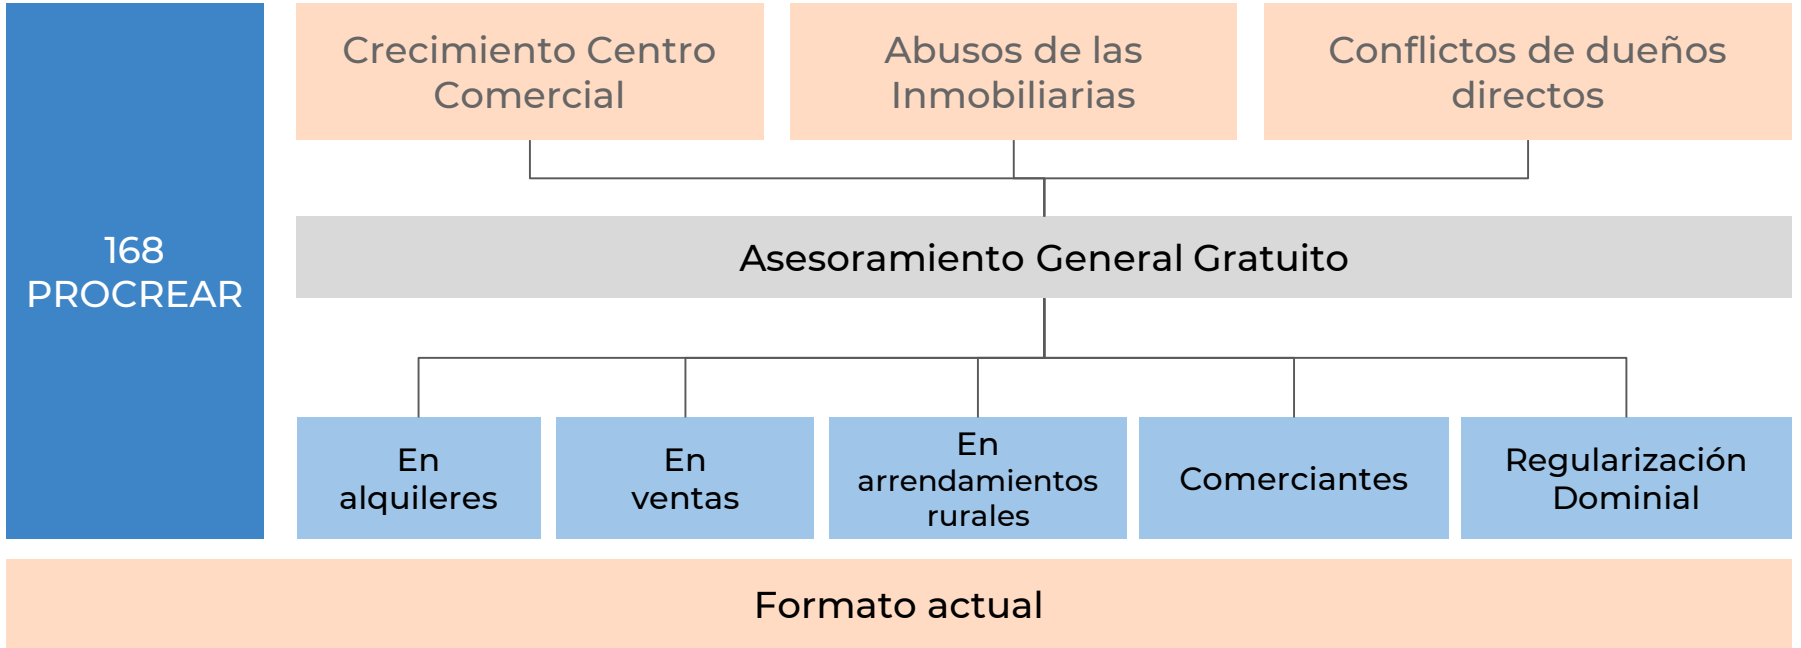 168
PROCREAR
Crecimiento Centro
Comercial
Abusos de las
Inmobiliarias
Conflictos de dueños
directos
Asesoramiento General Gratuito
En
alquileres
En
ventas
En
arrendamientos
rurales
Comerciantes
Regularización
Dominial
Formato actual